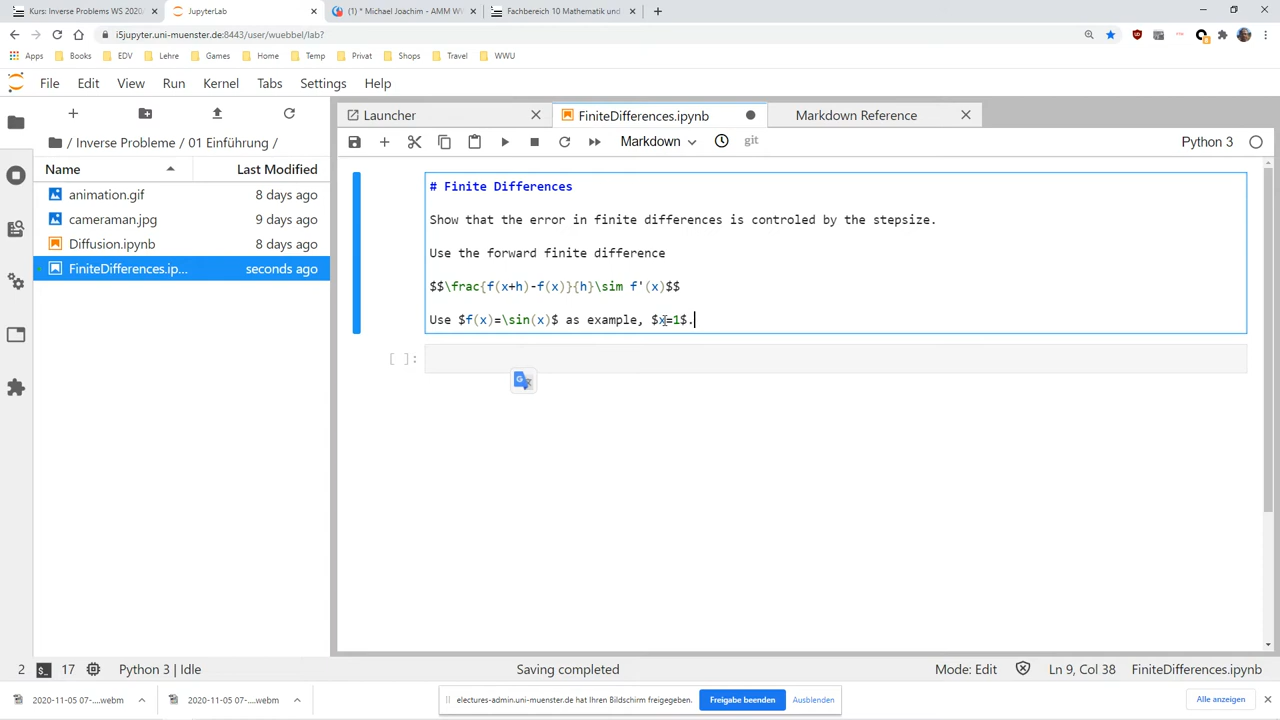 Kurs: Inverse Problems WS 2020/ JupyterLab (1) * Michael Joachim - AMM WV Fachbereich 10 Mathematik und
i5jupyter.uni-muenster.de:8443/user/wuebbel/lab?
Apps Books EDV Lehre Games Home Temp Privat Shops Travel WWU
File Edit View Run Kernel Tabs Settings Help
Launcher FiniteDifferences.ipynb Markdown Reference
Markdown git Python 3
/ Inverse Probleme / 01 Einführung /
Name Last Modified
animation.gif 8 days ago
cameraman.jpg 9 days ago
Diffusion.ipynb 8 days ago
FiniteDifferences.ip... seconds ago
# Finite Differences
Show that the error in finite differences is controled by the stepsize.
Use the forward finite difference
$$\frac{f(x+h)-f(x)}{h}\sim f'(x)$$
Use $f(x)=\sin(x)$ as example, $x=1$.
[ ]:
2 $_ 17 Python 3 | Idle Saving completed Mode: Edit Ln 9, Col 38 FiniteDifferences.ipynb
2020-11-05 07-....webm 2020-11-05 07-....webm electures-admin.uni-muenster.de hat Ihren Bildschirm freigegeben. Freigabe beenden Ausblenden Alle anzeigen